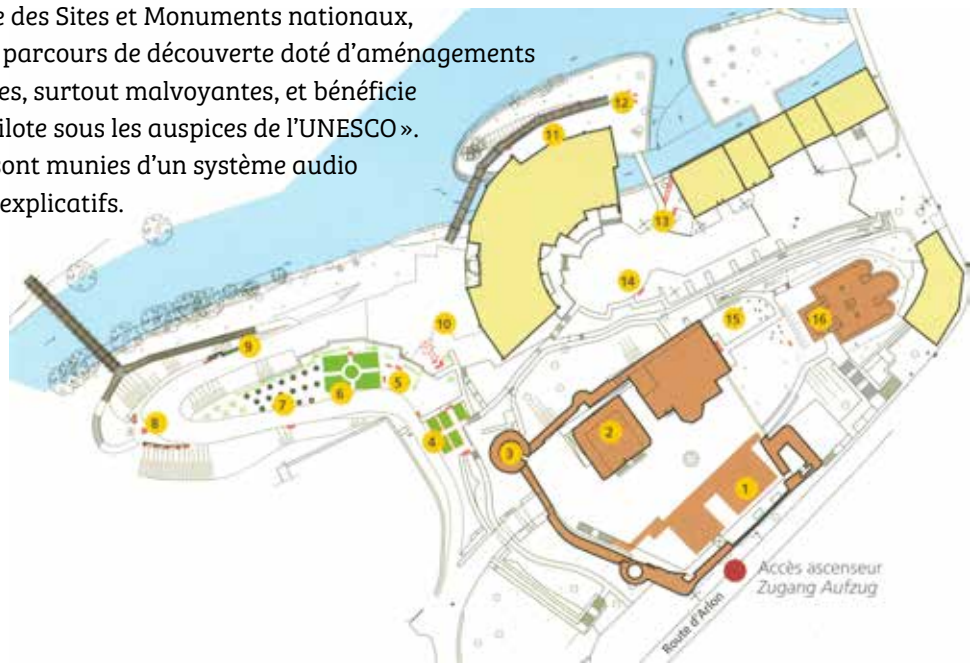 e des Sites et Monuments nationaux,
parcours de découverte doté d’aménagements
es, surtout malvoyantes, et bénéficie
ilote sous les auspices de l’UNESCO ».
sont munies d’un système audio
explicatifs.
12
11
13
14
10
15
16
9
5
6
7
8
4
3
2
1
Accès ascenseur
Zugang Aufzug
Route d'Arlon